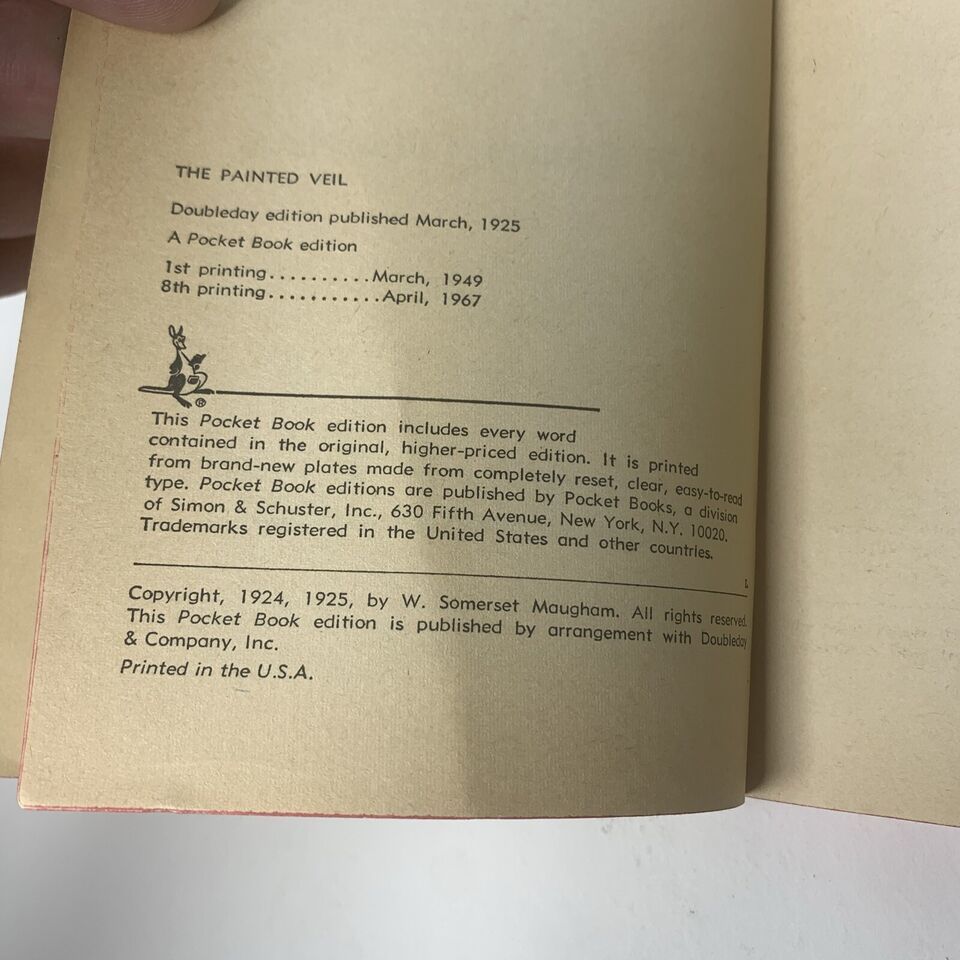 THE PAINTED VEIL
Doubleday edition published March, 1925
A Pocket Book edition
1st printing..........March, 1949
8th printing...........April, 1967
®
This Pocket Book edition includes every word
contained in the original, higher-priced edition. It is printed
from brand-new plates made from completely reset, clear, easy-to-read
type. Pocket Book editions are published by Pocket Books, a division
of Simon & Schuster, Inc., 630 Fifth Avenue, New York, N.Y. 10020.
Trademarks registered in the United States and other countries.
L
Copyright, 1924, 1925, by W. Somerset Maugham. All rights reserved.
This Pocket Book edition is published by arrangement with Doubleday
& Company, Inc.
Printed in the U.S.A.